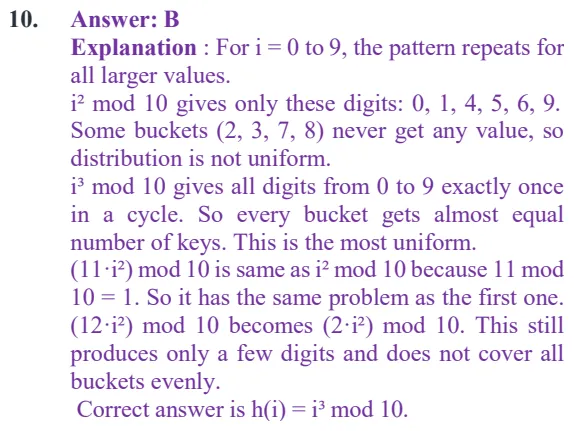 10. Answer: B
Explanation : For i = 0 to 9, the pattern repeats for
all larger values.
i² mod 10 gives only these digits: 0, 1, 4, 5, 6, 9.
Some buckets (2, 3, 7, 8) never get any value, so
distribution is not uniform.
i³ mod 10 gives all digits from 0 to 9 exactly once
in a cycle. So every bucket gets almost equal
number of keys. This is the most uniform.
(11·i²) mod 10 is same as i² mod 10 because 11 mod
10 = 1. So it has the same problem as the first one.
(12·i²) mod 10 becomes (2·i²) mod 10. This still
produces only a few digits and does not cover all
buckets evenly.
Correct answer is h(i) = i³ mod 10.